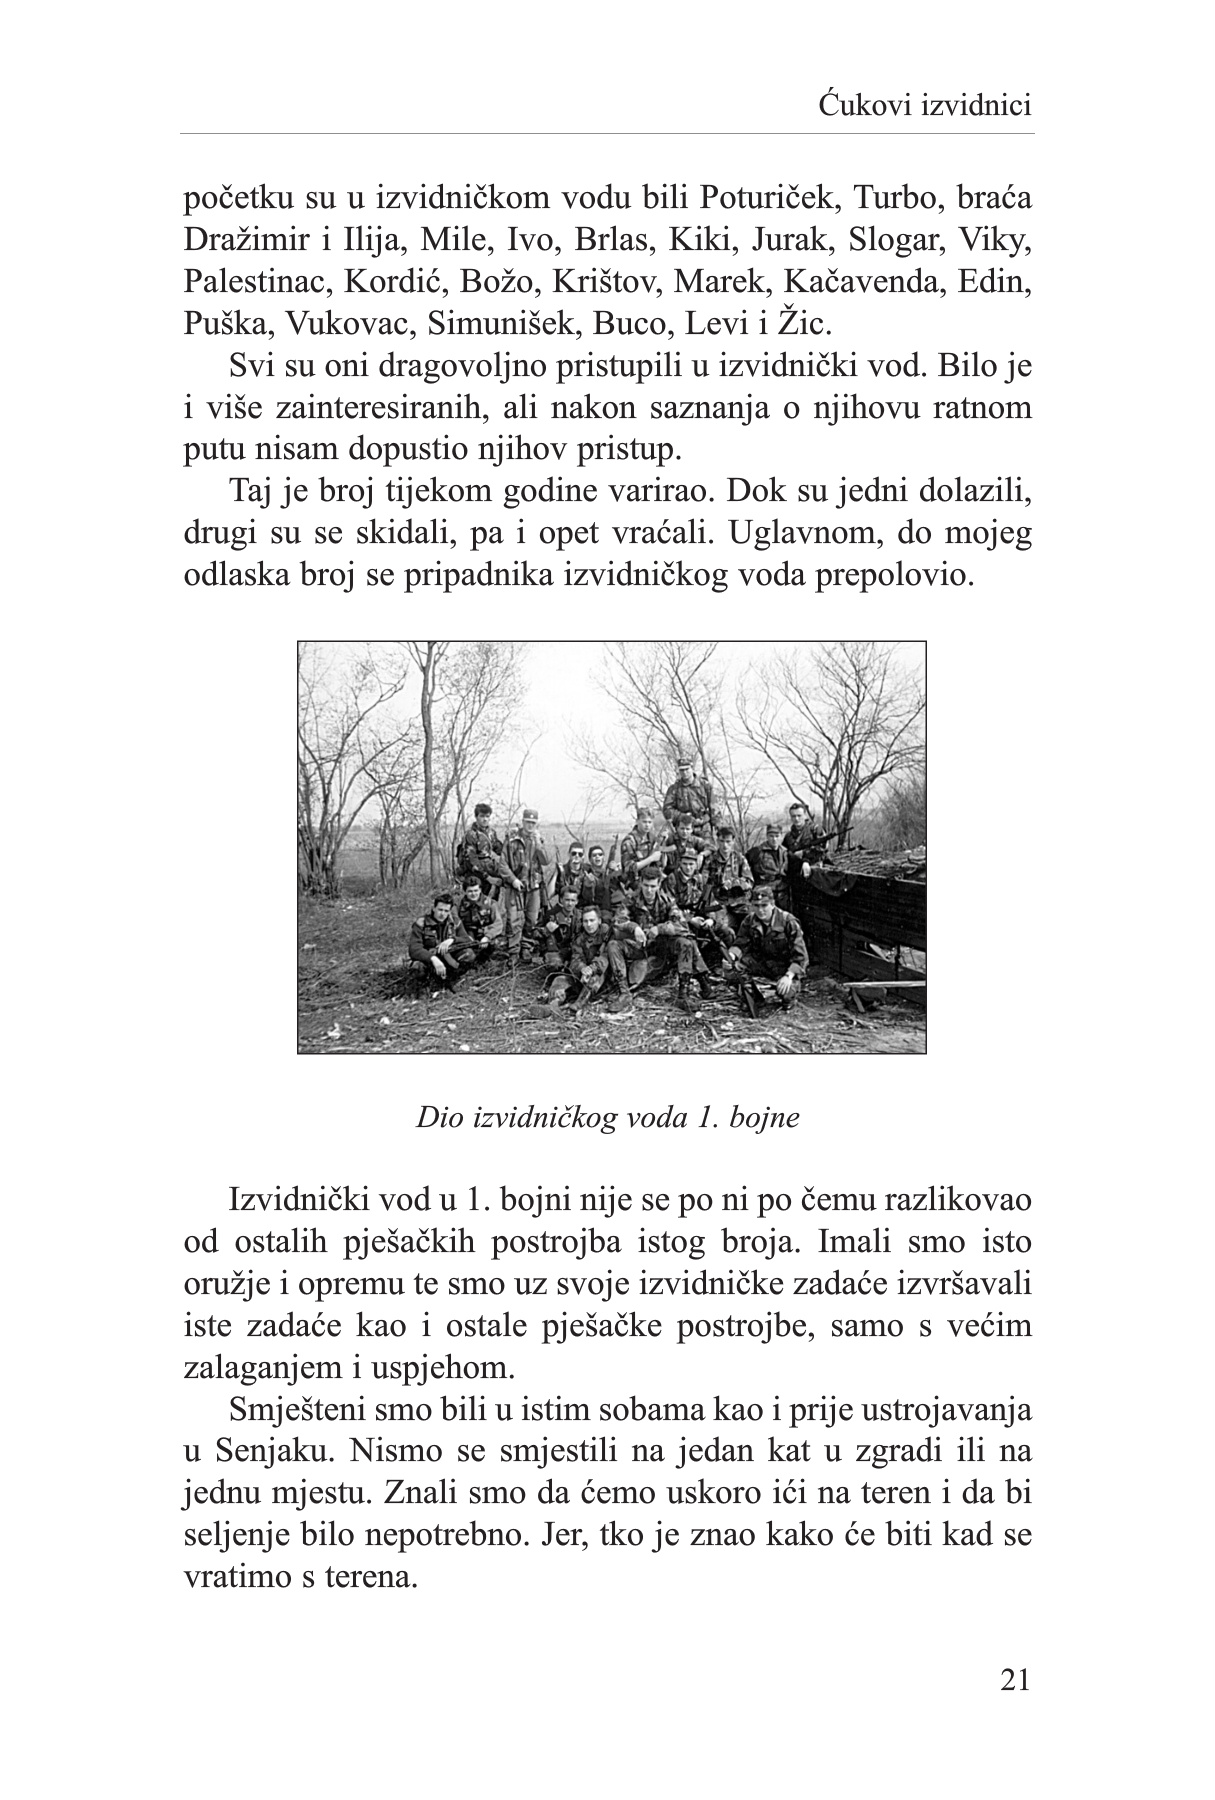 Ćukovi izvidnici
početku su u izvidničkom vodu bili Poturiček, Turbo, braća
Dražimir i Ilija, Mile, Ivo, Brlas, Kiki, Jurak, Slogar, Viky,
Palestinac, Kordić, Božo, Krištov, Marek, Kačavenda, Edin,
Puška, Vukovac, Simunišek, Buco, Levi i Žic.
Svi su oni dragovoljno pristupili u izvidnički vod. Bilo je
i više zainteresiranih, ali nakon saznanja o njihovu ratnom
putu nisam dopustio njihov pristup.
Taj je broj tijekom godine varirao. Dok su jedni dolazili,
drugi su se skidali, pa i opet vraćali. Uglavnom, do mojeg
odlaska broj se pripadnika izvidničkog voda prepolovio.
Dio izvidničkog voda 1. bojne
Izvidnički vod u 1. bojni nije se po ni po čemu razlikovao
od ostalih pješačkih postrojba istog broja. Imali smo isto
oružje i opremu te smo uz svoje izvidničke zadaće izvršavali
iste zadaće kao i ostale pješačke postrojbe, samo s većim
zalaganjem i uspjehom.
Smješteni smo bili u istim sobama kao i prije ustrojavanja
u Senjaku. Nismo se smjestili na jedan kat u zgradi ili na
jednu mjestu. Znali smo da ćemo uskoro ići na teren i da bi
seljenje bilo nepotrebno. Jer, tko je znao kako će biti kad se
vratimo s terena.
21